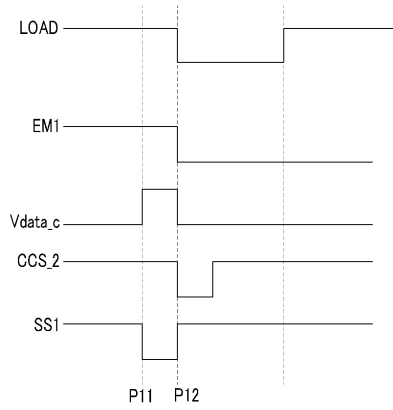 LOAD
EM1
Vdata_c
CCS_2
SS1
P11 P12